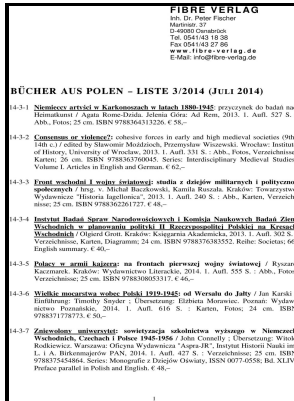 FIBRE VERLAG
Inh. Dr. Peter Fischer
Martinistr. 37
D-49080 Osnabrück
Tel. 0541/43 18 38
Fax 0541/43 27 86
www.fibre-verlag.de
E-Mail: info@fibre-verlag.de
BÜCHER AUS POLEN – LISTE 3/2014 (JULI 2014)
14-3-1 Niemieccy artyści w Karkonoszach w latach 1880-1945: przyczynek do badań nad
Heimatkunst / Agata Rome-Dzida. Jelenia Góra: Ad Rem, 2013. 1. Aufl. 527 S. :
Abb., Fotos; 25 cm. ISBN 9788364313226. € 58,–
14-3-2 Consensus or violence?: cohesive forces in early and high medieval societies (9th-
14th c.) / edited by Sławomir Moździoch, Przemysław Wiszewski. Wrocław: Institute
of History, University of Wrocław, 2013. 1. Aufl. 331 S. : Abb., Fotos, Verzeichnisse,
Karten; 26 cm. ISBN 9788363760045. Series: Interdisciplinary Medieval Studies
Volume I. Articles in English and German. € 62,–
14-3-3 Front wschodni I wojny światowej: studia z dziejów militarnych i polityczno-
społecznych / hrsg. v. Michał Baczkowski, Kamila Ruszała. Kraków: Towarzystwo
Wydawnicze "Historia Iagellonica", 2013. 1. Aufl. 240 S. : Abb., Karten, Verzeich-
nisse; 25 cm. ISBN 9788362261727. € 48,–
14-3-4 Instytut Badań Spraw Narodowościowych i Komisja Naukowych Badań Ziem
Wschodnich w planowaniu polityki II Rzeczypospolitej Polskiej na Kresach
Wschodnich / Olgierd Grott. Kraków: Księgarnia Akademicka, 2013. 1. Aufl. 302 S. :
Verzeichnisse, Karten, Diagramm; 24 cm. ISBN 9788376383552. Reihe: Societas; 66.
English summary. € 40,–
14-3-5 Polacy w armii kajzera: na frontach pierwszej wojny światowej / Ryszard
Kaczmarek. Kraków: Wydawnictwo Literackie, 2014. 1. Aufl. 555 S. : Abb., Fotos,
Verzeichnisse; 25 cm. ISBN 9788308053317. € 46,–
14-3-6 Wielkie mocarstwa wobec Polski 1919-1945: od Wersalu do Jałty / Jan Karski ;
Einführung: Timothy Snyder ; Übersetzung: Elżbieta Morawiec. Poznań: Wydaw-
nictwo Poznańskie, 2014. 1. Aufl. 616 S. : Karten, Fotos; 24 cm. ISBN
9788371778773. € 50,–
14-3-7 Zniewolony uniwersytet: sowietyzacja szkolnictwa wyższego w Niemczech
Wschodnich, Czechach i Polsce 1945-1956 / John Connelly ; Übersetzung: Witold
Rodkiewicz. Warszawa: Oficyna Wydawnicza "Aspra-JR", Instytut Historii Nauki im.
L. i A. Birkenmajerów PAN, 2014. 1. Aufl. 427 S. : Verzeichnisse; 25 cm. ISBN
9788375454864. Series: Monografie z Dziejów Oświaty, ISSN 0077-0558; Bd. XLIV.
Preface parallel in Polish and English. € 48,–
1